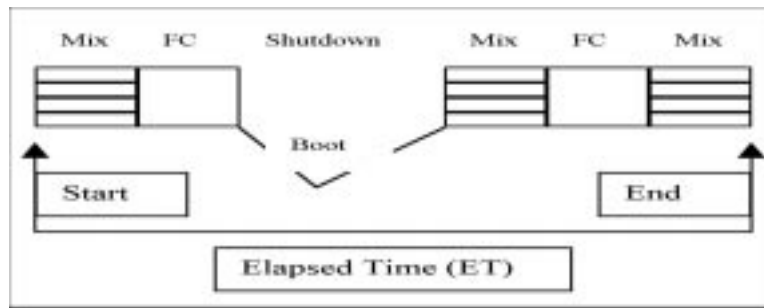 Mix FC Shutdown Mix FC Mix
Boot
Start End
Elapsed Time (ET)